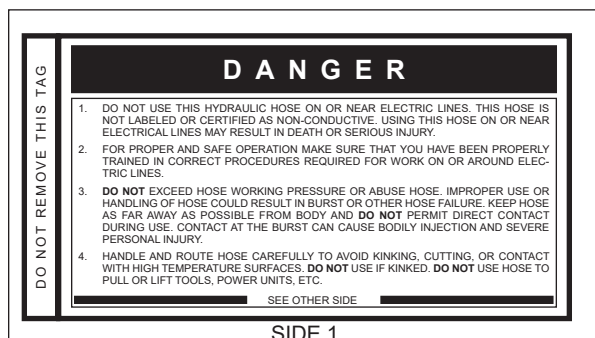 DO NOT REMOVE THIS TAG
D A N G E R
1. DO NOT USE THIS HYDRAULIC HOSE ON OR NEAR ELECTRIC LINES. THIS HOSE IS
NOT LABELED OR CERTIFIED AS NON-CONDUCTIVE. USING THIS HOSE ON OR NEAR
ELECTRICAL LINES MAY RESULT IN DEATH OR SERIOUS INJURY.
2. FOR PROPER AND SAFE OPERATION MAKE SURE THAT YOU HAVE BEEN PROPERLY
TRAINED IN CORRECT PROCEDURES REQUIRED FOR WORK ON OR AROUND ELEC-
TRIC LINES.
3. DO NOT EXCEED HOSE WORKING PRESSURE OR ABUSE HOSE. IMPROPER USE OR
HANDLING OF HOSE COULD RESULT IN BURST OR OTHER HOSE FAILURE. KEEP HOSE
AS FAR AWAY AS POSSIBLE FROM BODY AND DO NOT PERMIT DIRECT CONTACT
DURING USE. CONTACT AT THE BURST CAN CAUSE BODILY INJECTION AND SEVERE
PERSONAL INJURY.
4. HANDLE AND ROUTE HOSE CAREFULLY TO AVOID KINKING, CUTTING, OR CONTACT
WITH HIGH TEMPERATURE SURFACES. DO NOT USE IF KINKED. DO NOT USE HOSE TO
PULL OR LIFT TOOLS, POWER UNITS, ETC.
SEE OTHER SIDE
SIDE 1